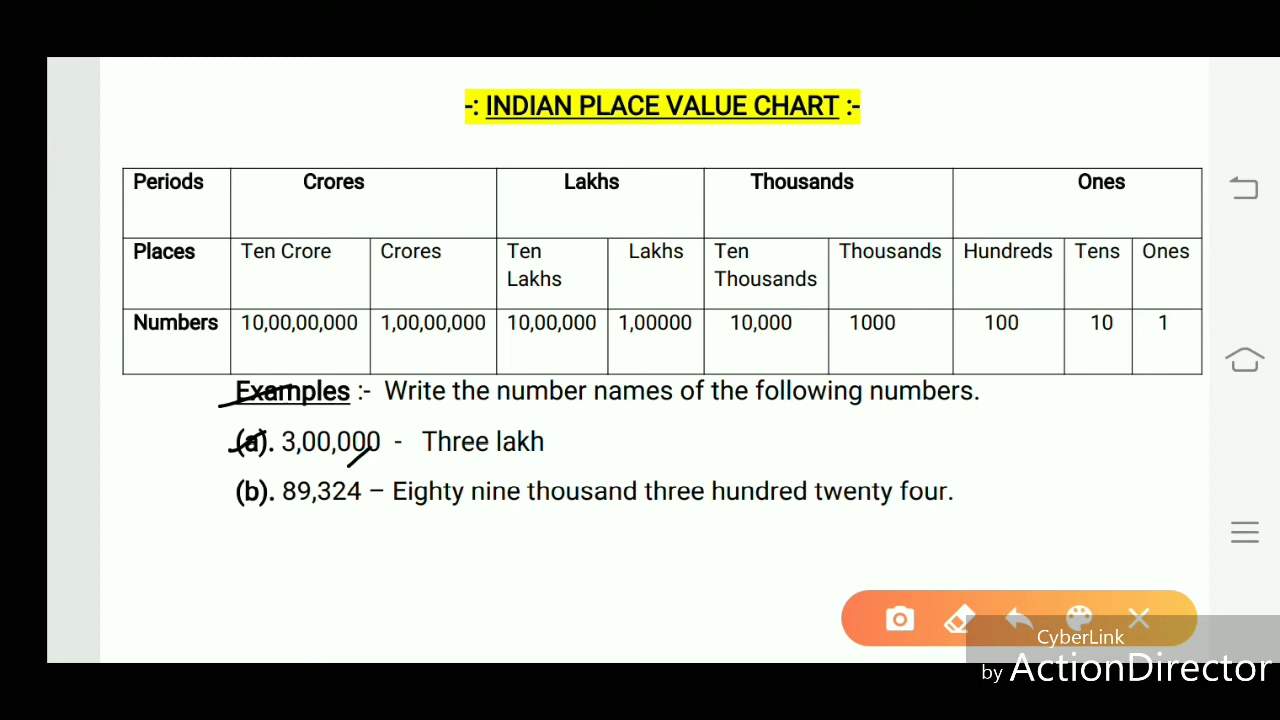 -: INDIAN PLACE VALUE CHART :-
Periods Crores Lakhs Thousands Ones
Places Ten Crore Crores Ten Lakhs Lakhs Ten Thousands Thousands Hundreds Tens Ones
Numbers 10,00,00,000 1,00,00,000 10,00,000 1,00000 10,000 1000 100 10 1
Examples :- Write the number names of the following numbers.
(a). 3,00,000 - Three lakh
(b). 89,324 – Eighty nine thousand three hundred twenty four.
CyberLink
by ActionDirector